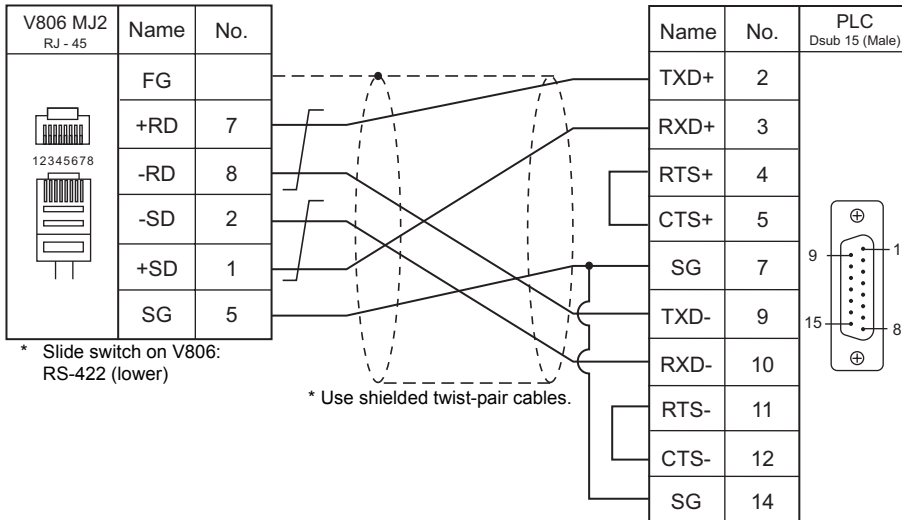 V806 MJ2
RJ - 45
Name No.
FG
+RD 7
-RD 8
-SD 2
+SD 1
SG 5
12345678
* Slide switch on V806:
RS-422 (lower)
* Use shielded twist-pair cables.
Name No.
PLC
Dsub 15 (Male)
TXD+ 2
RXD+ 3
RTS+ 4
CTS+ 5
SG 7
TXD- 9
RXD- 10
RTS- 11
CTS- 12
SG 14
9 1
15 8